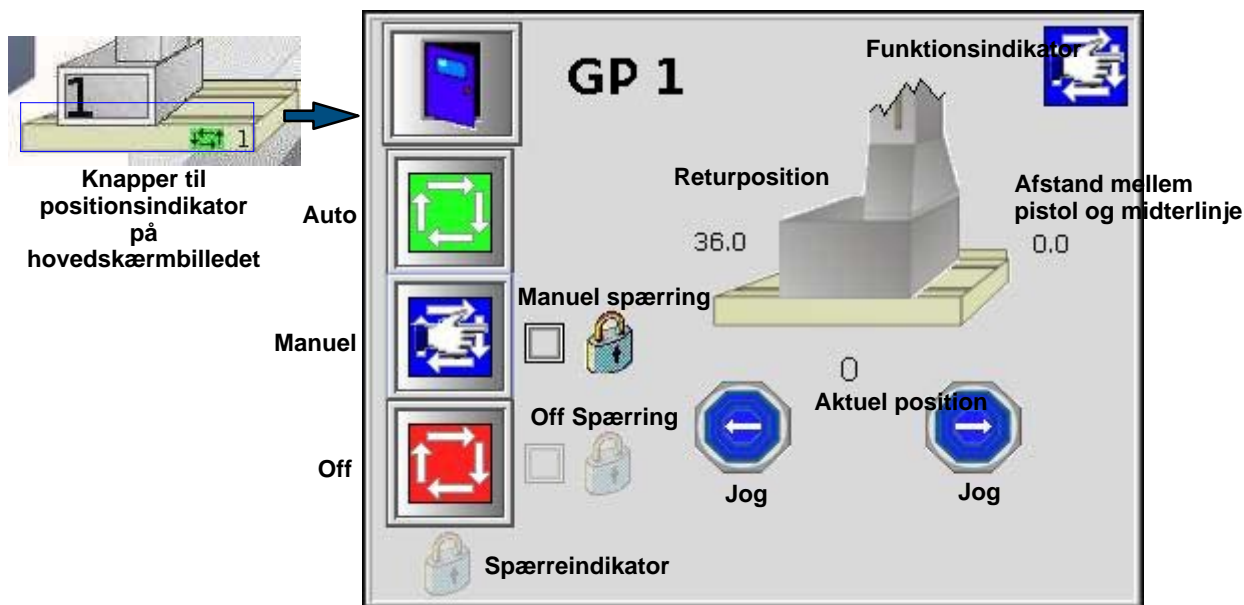 1
1
Knapper til
positionsindikator
på
hovedskærmbilledet
GP 1
Funktionsindikator
Returposition
36.0
Afstand mellem
pistol og midterlinje
0.0
Auto
Manuel spærring
Manuel
0
Aktuel position
Off Spærring
Off
Jog
Jog
Spærreindikator